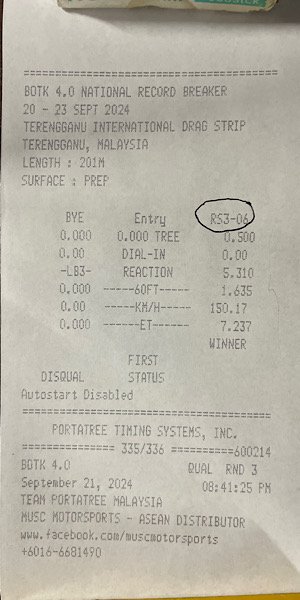 ============================================
BOTK 4.0 NATIONAL RECORD BREAKER
20 - 23 SEPT 2024
TERENGGANU INTERNATIONAL DRAG STRIP
TERENGGANU, MALAYSIA
LENGTH : 201M
SURFACE : PREP
BYE Entry RS3-06
0.000 0.000 TREE 0.500
0.00 DIAL-IN 0.00
-LB3- REACTION 5.310
0.000 -----60FT----- 1.635
0.00 -----KM/H----- 150.17
0.000 ------ET------ 7.237
WINNER
FIRST
DISQUAL STATUS
Autostart Disabled
============================================
PORTATREE TIMING SYSTEMS, INC.
================ 335/336 ===========600214
BOTK 4.0 QUAL RND 3
September 21, 2024 08:41:25 PM
TEAM PORTATREE MALAYSIA
MUSC MOTORSPORTS - ASEAN DISTRIBUTOR
www.facebook.com/muscmotorsports
+6016-6681490